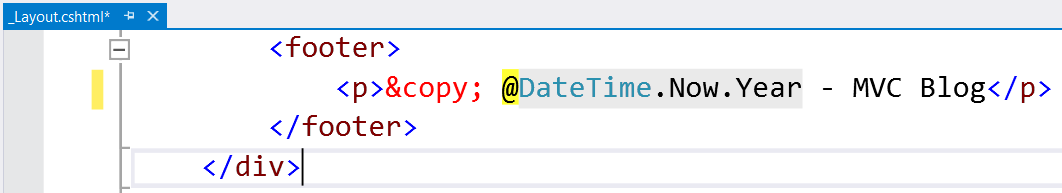 _Layout.cshtml*
<footer>
<p>&copy; @DateTime.Now.Year - MVC Blog</p>
</footer>
</div>